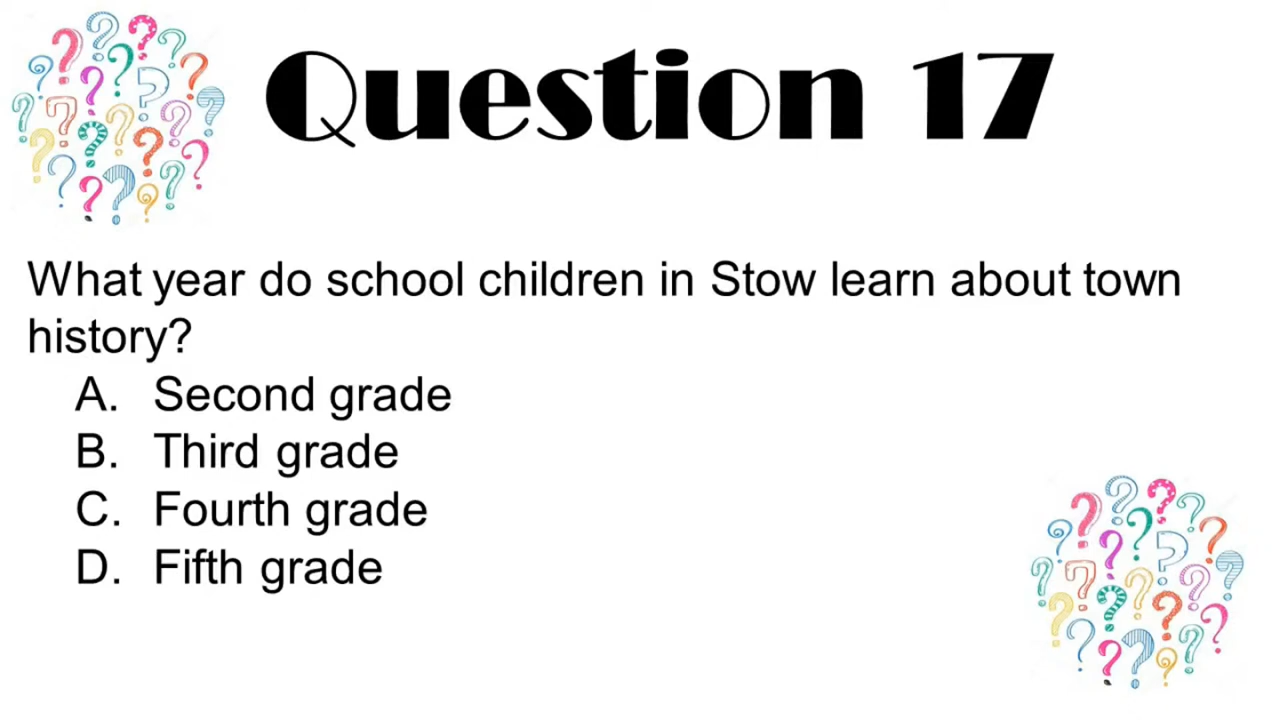 Question 17
What year do school children in Stow learn about town
history?
A. Second grade
B. Third grade
C. Fourth grade
D. Fifth grade